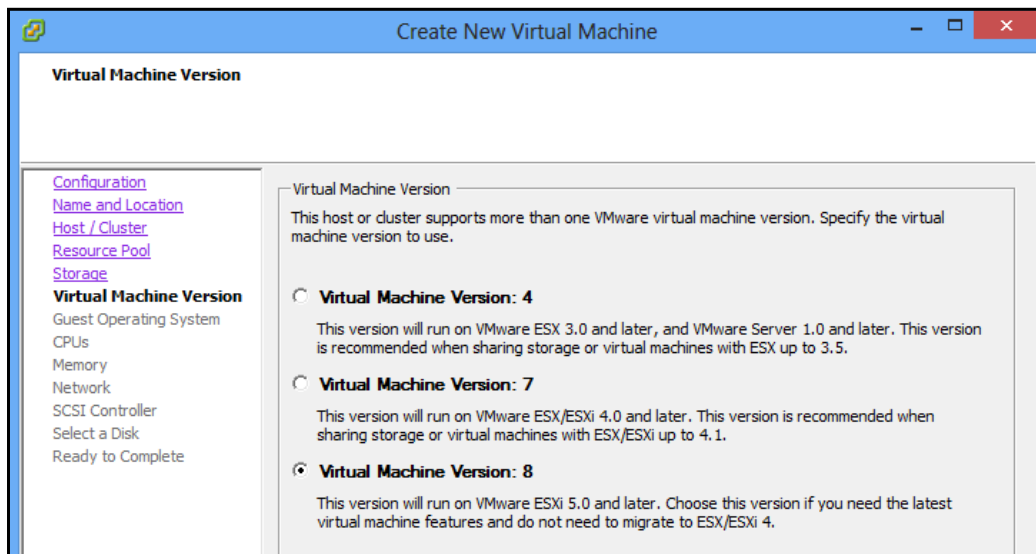 Create New Virtual Machine
Virtual Machine Version
Configuration
Name and Location
Host / Cluster
Resource Pool
Storage
Virtual Machine Version
Guest Operating System
CPUs
Memory
Network
SCSI Controller
Select a Disk
Ready to Complete
Virtual Machine Version
This host or cluster supports more than one VMware virtual machine version. Specify the virtual
machine version to use.
Virtual Machine Version: 4
This version will run on VMware ESX 3.0 and later, and VMware Server 1.0 and later. This version
is recommended when sharing storage or virtual machines with ESX up to 3.5.
Virtual Machine Version: 7
This version will run on VMware ESX/ESXi 4.0 and later. This version is recommended when
sharing storage or virtual machines with ESX/ESXi up to 4.1.
Virtual Machine Version: 8
This version will run on VMware ESXi 5.0 and later. Choose this version if you need the latest
virtual machine features and do not need to migrate to ESX/ESXi 4.